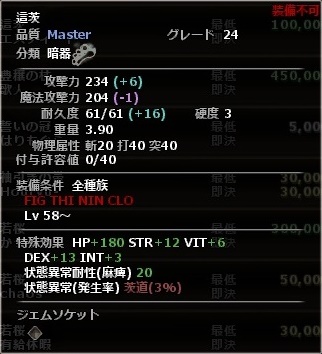 装備不可
這茨
品質 Master グレード 24
分類 暗器
攻撃力 234 (+6)
魔法攻撃力 204 (-1)
耐久度 61/61 (+16) 硬度 3
重量 3.90
物理属性 斬20 打40 突40
付与許容値 0/40
装備条件 全種族
FIG THI NIN CLO
Lv 58～
特殊効果 HP+180 STR+12 VIT+6
DEX+13 INT+3
状態異常耐性(麻痺) 20
状態異常(発生率) 茨道(3%)
ジェムソケット